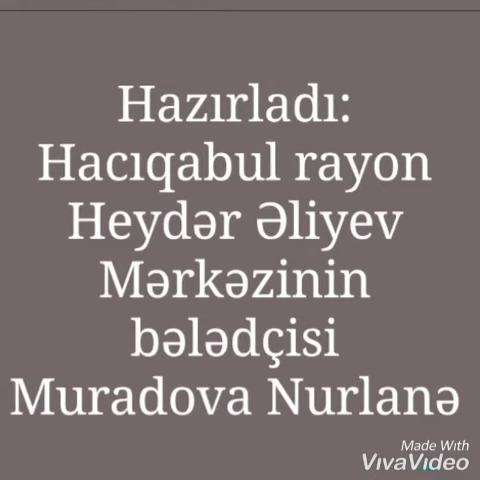 Hazırladı:
Hacıqabul rayon
Heydər Əliyev
Mərkəzinin
bələdçisi
Muradova Nurlanə
Made With
VivaVideo